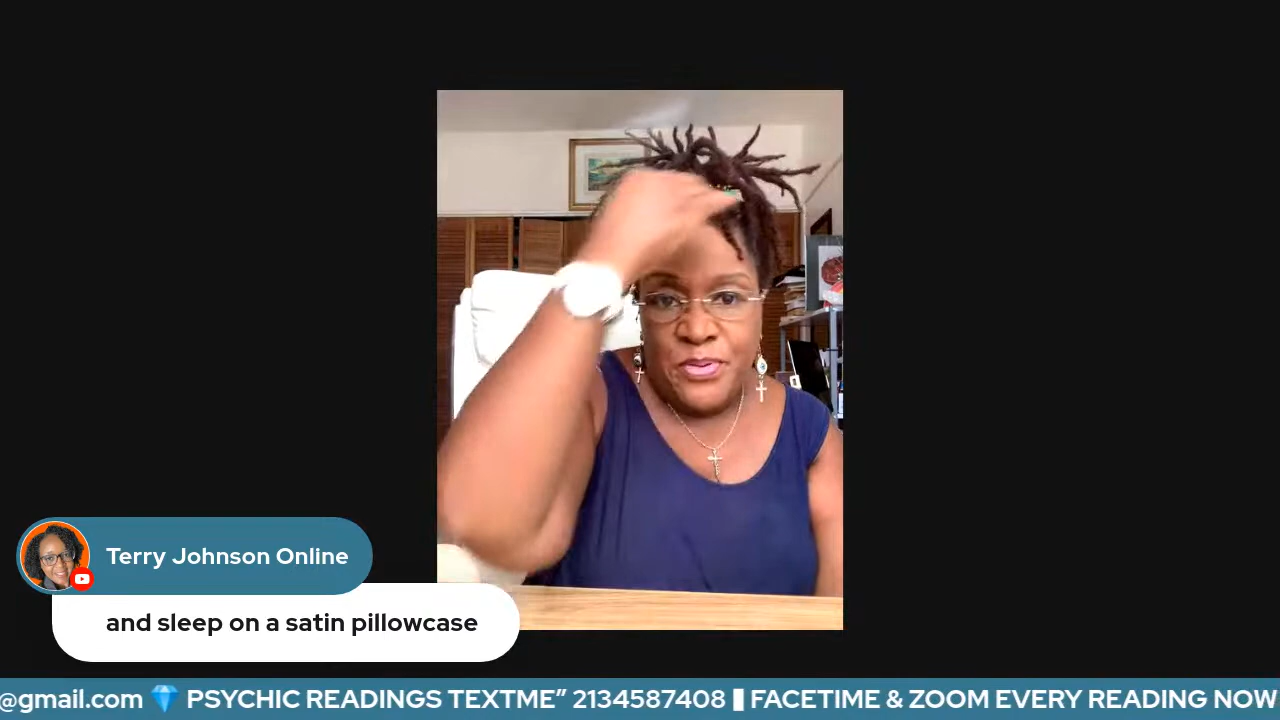 Terry Johnson Online
and sleep on a satin pillowcase
@gmail.com 💎 PSYCHIC READINGS TEXTME” 2134587408 ▮ FACETIME & ZOOM EVERY READING NOW